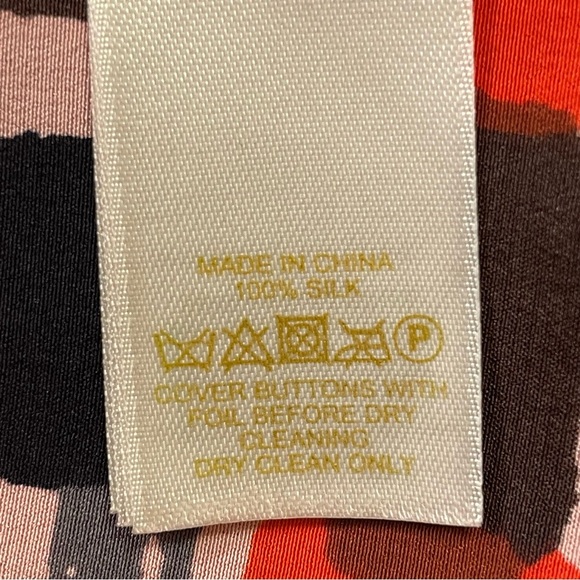 MADE IN CHINA
100% SILK
P
COVER BUTTONS WITH
FOIL BEFORE DRY
CLEANING
DRY CLEAN ONLY